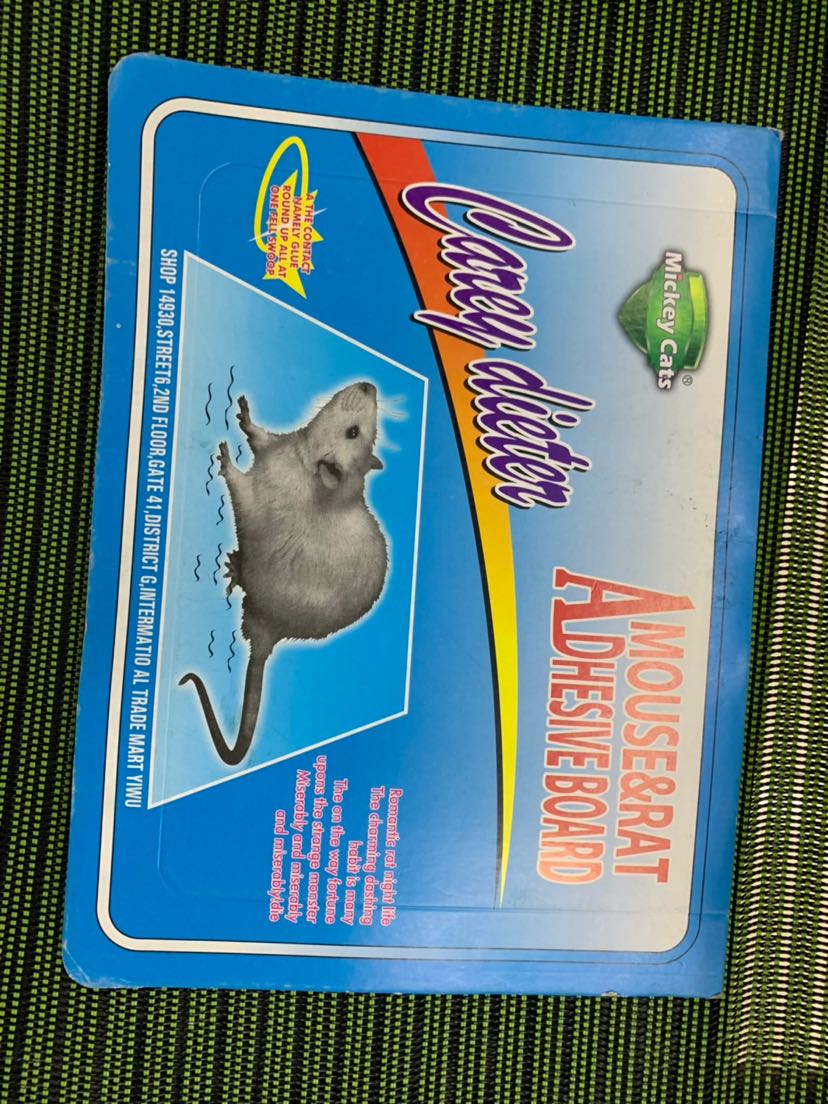 Mickey Cats®
MOUSE&RAT
ADHESIVE BOARD
Carey dieter
A THE CONTACT
NAMELY GLUE
ROUND UP ALL AT
ONE FELL SWOOP
Romantic rat night life
The charming dashing
habit is many
The on the way fortune
upons the strange monster
Miserably and miserably
and miserably!die
SHOP 14930,STREET6,2ND FLOOR,GATE 41,DISTRICT G,INTERMATIO AL TRADE MART YIWU